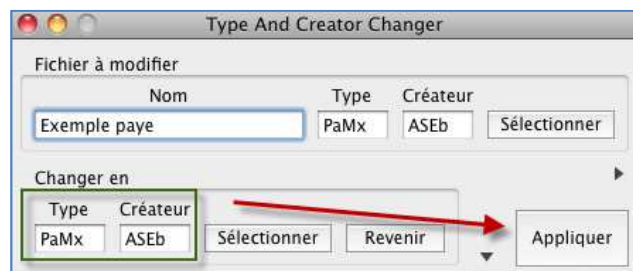 Type And Creator Changer
Fichier à modifier
Nom Type Créateur
Exemple paye PaMx ASEb Sélectionner
Changer en
Type Créateur
PaMx ASEb Sélectionner Revenir Appliquer